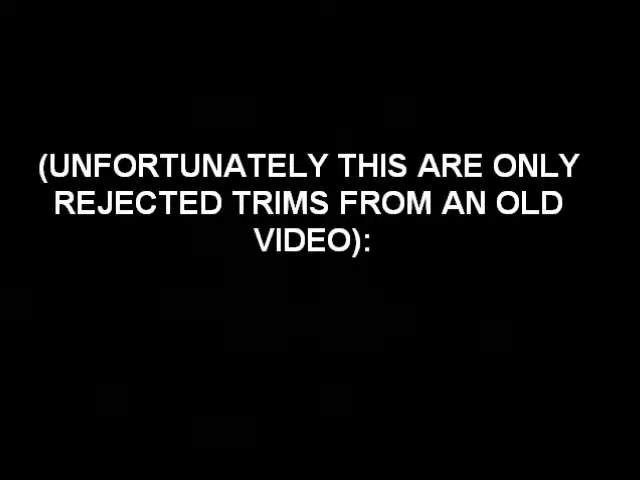 (UNFORTUNATELY THIS ARE ONLY
REJECTED TRIMS FROM AN OLD
VIDEO):